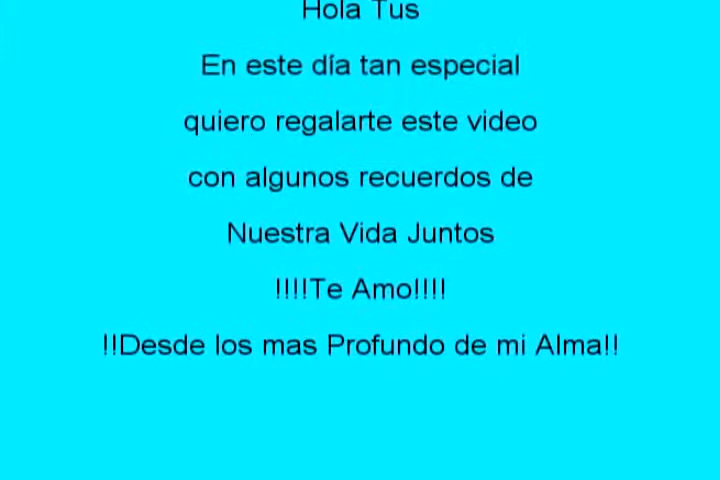 Hola Tus
En este día tan especial
quiero regalarte este video
con algunos recuerdos de
Nuestra Vida Juntos
!!!!Te Amo!!!!
!!Desde los mas Profundo de mi Alma!!